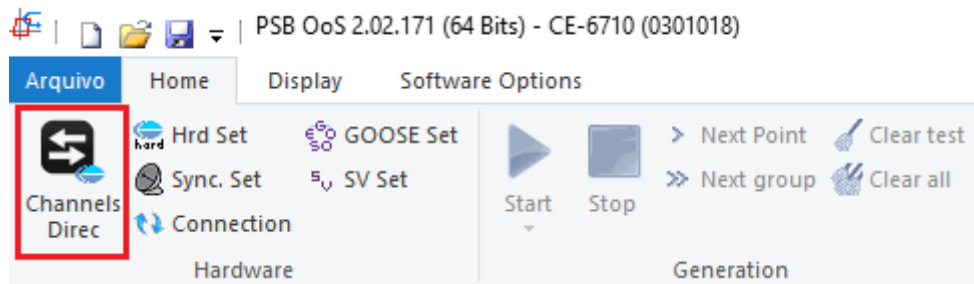 PSB OoS 2.02.171 (64 Bits) - CE-6710 (0301018)
Arquivo Home Display Software Options
Hrd Set GOOSE Set Next Point Clear test
Sync. Set SV Set Next group Clear all
Channels Direc Connection Start Stop
Hardware Generation